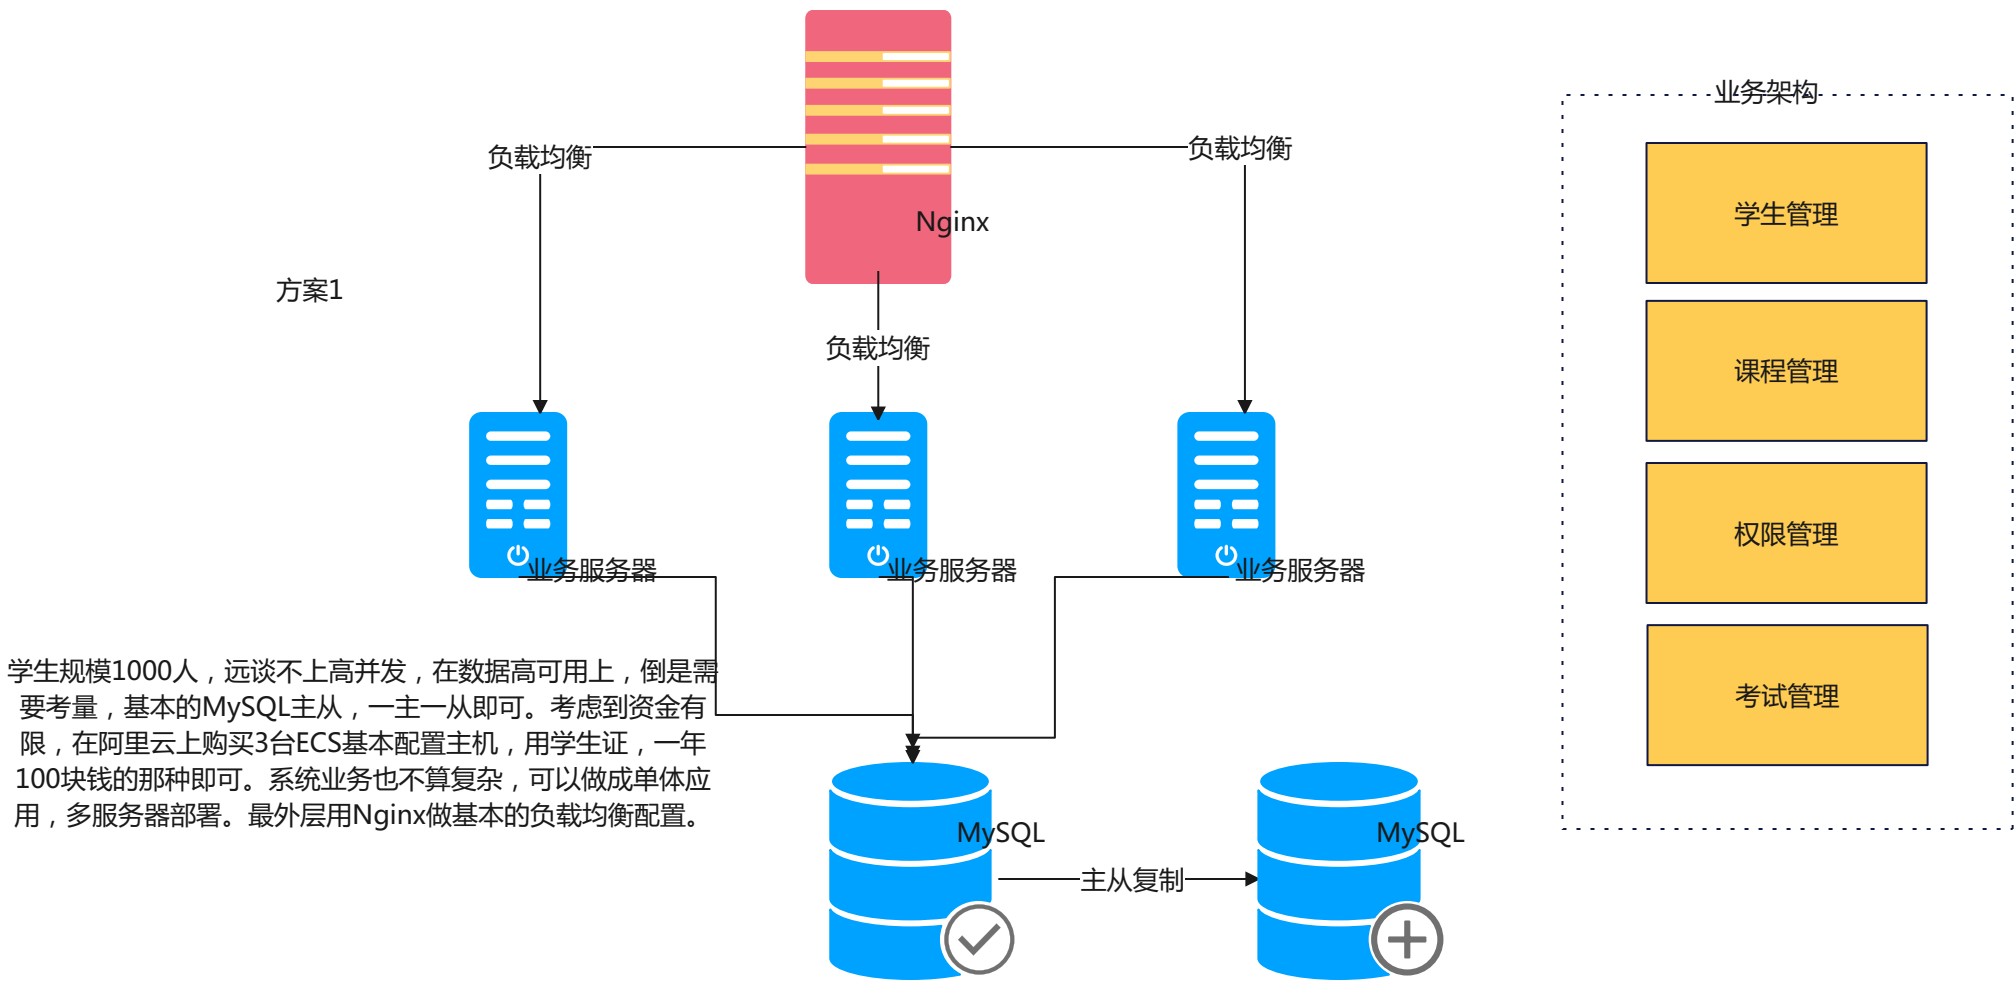 业务架构
负载均衡
负载均衡
学生管理
Nginx
方案1
负载均衡
课程管理
权限管理
业务服务器
业务服务器
业务服务器
学生规模1000人，远谈不上高并发，在数据高可用上，倒是需
要考量，基本的MySQL主从，一主一从即可。考虑到资金有
限，在阿里云上购买3台ECS基本配置主机，用学生证，一年
100块钱的那种即可。系统业务也不算复杂，可以做成单体应
用，多服务器部署。最外层用Nginx做基本的负载均衡配置。
考试管理
MySQL
MySQL
主从复制